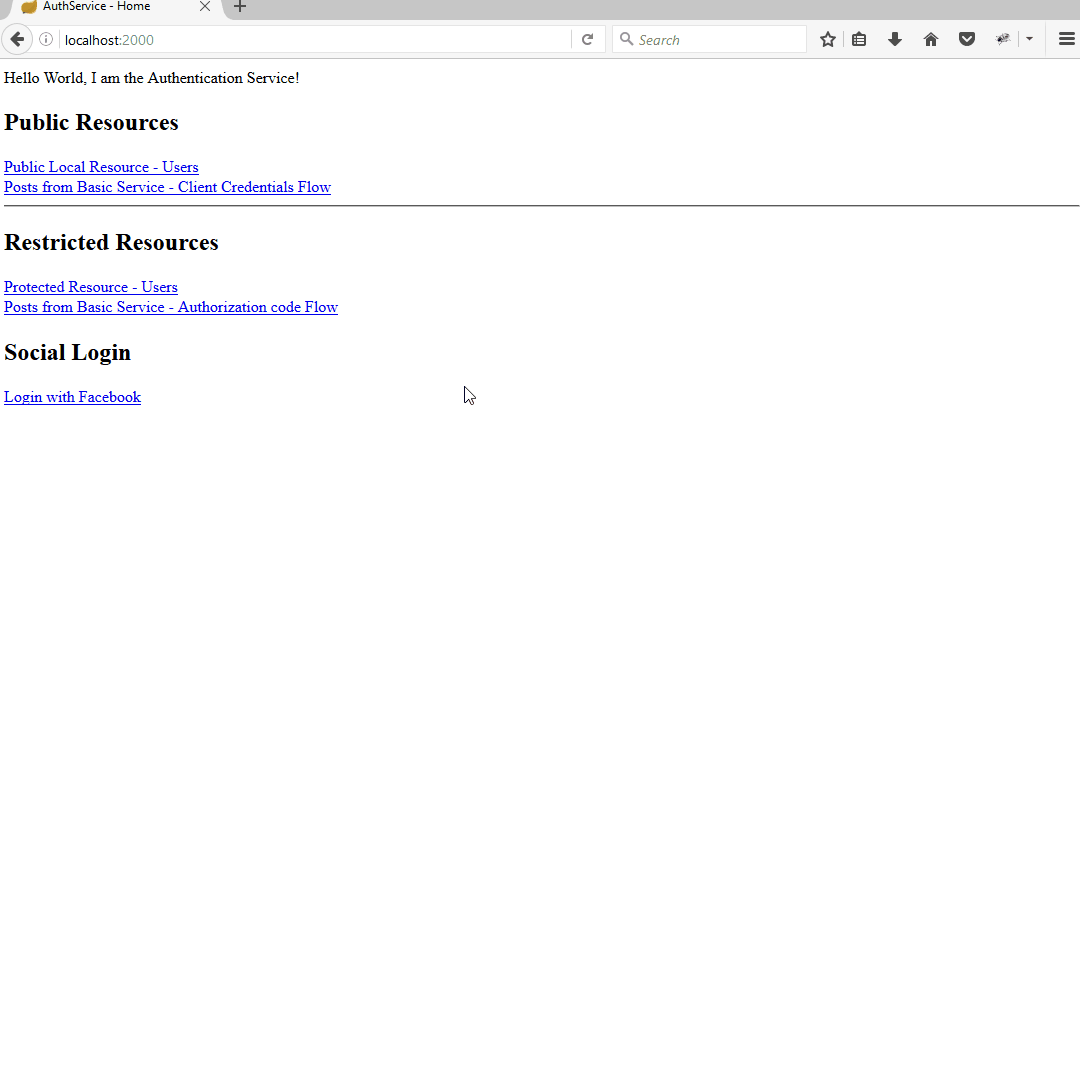 AuthService - Home
localhost:2000
Search
Hello World, I am the Authentication Service!
Public Resources
Public Local Resource - Users
Posts from Basic Service - Client Credentials Flow
Restricted Resources
Protected Resource - Users
Posts from Basic Service - Authorization code Flow
Social Login
Login with Facebook